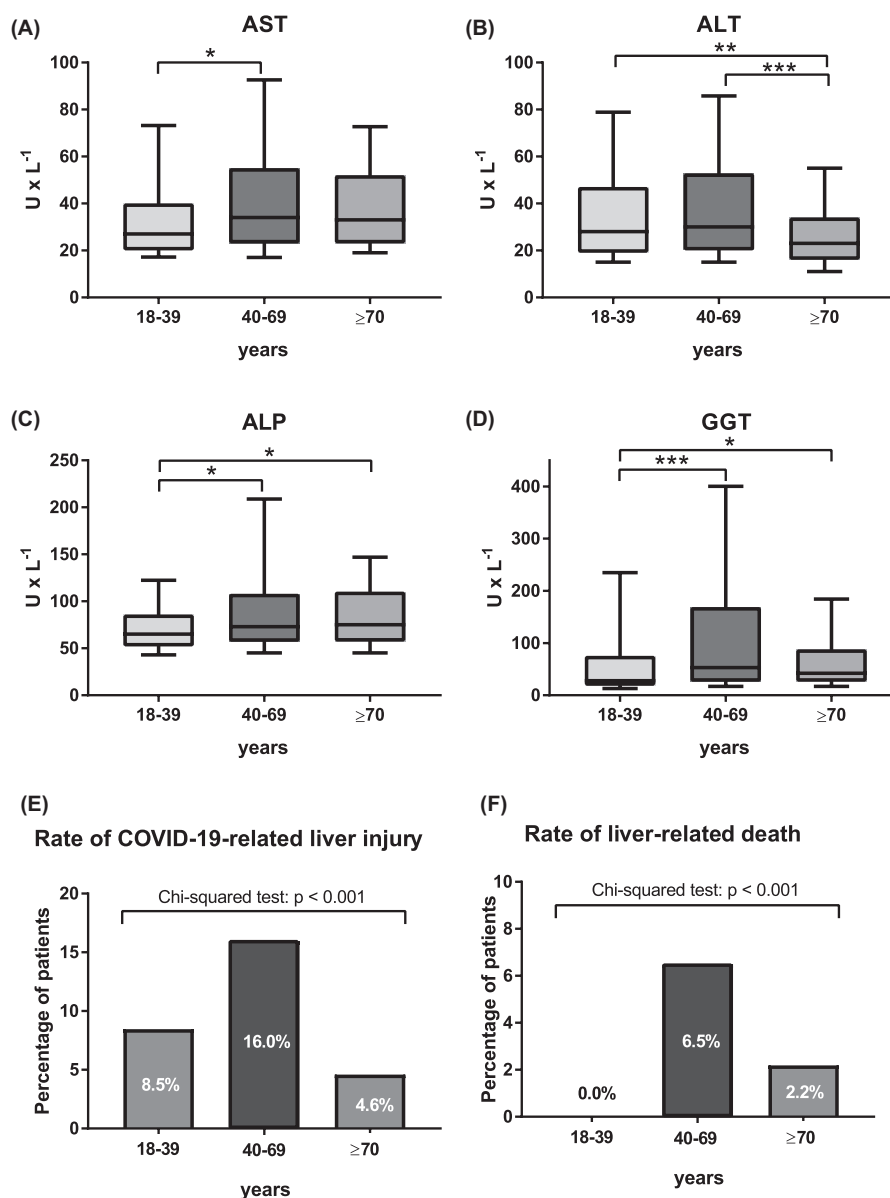 (A)
AST
*
100
80
60
40
20
0
U x L⁻¹
18-39
40-69
≥70
years
(B)
ALT
**
***
100
80
60
40
20
0
U x L⁻¹
18-39
40-69
≥70
years
(C)
ALP
*
*
250
200
150
100
50
0
U x L⁻¹
18-39
40-69
≥70
years
(D)
GGT
*
***
400
300
200
100
0
U x L⁻¹
18-39
40-69
≥70
years
(E)
Rate of COVID-19-related liver injury
Chi-squared test: p < 0.001
20
15
10
5
0
Percentage of patients
8.5%
16.0%
4.6%
18-39
40-69
≥70
years
(F)
Rate of liver-related death
Chi-squared test: p < 0.001
10
8
6
4
2
0
Percentage of patients
0.0%
6.5%
2.2%
18-39
40-69
≥70
years